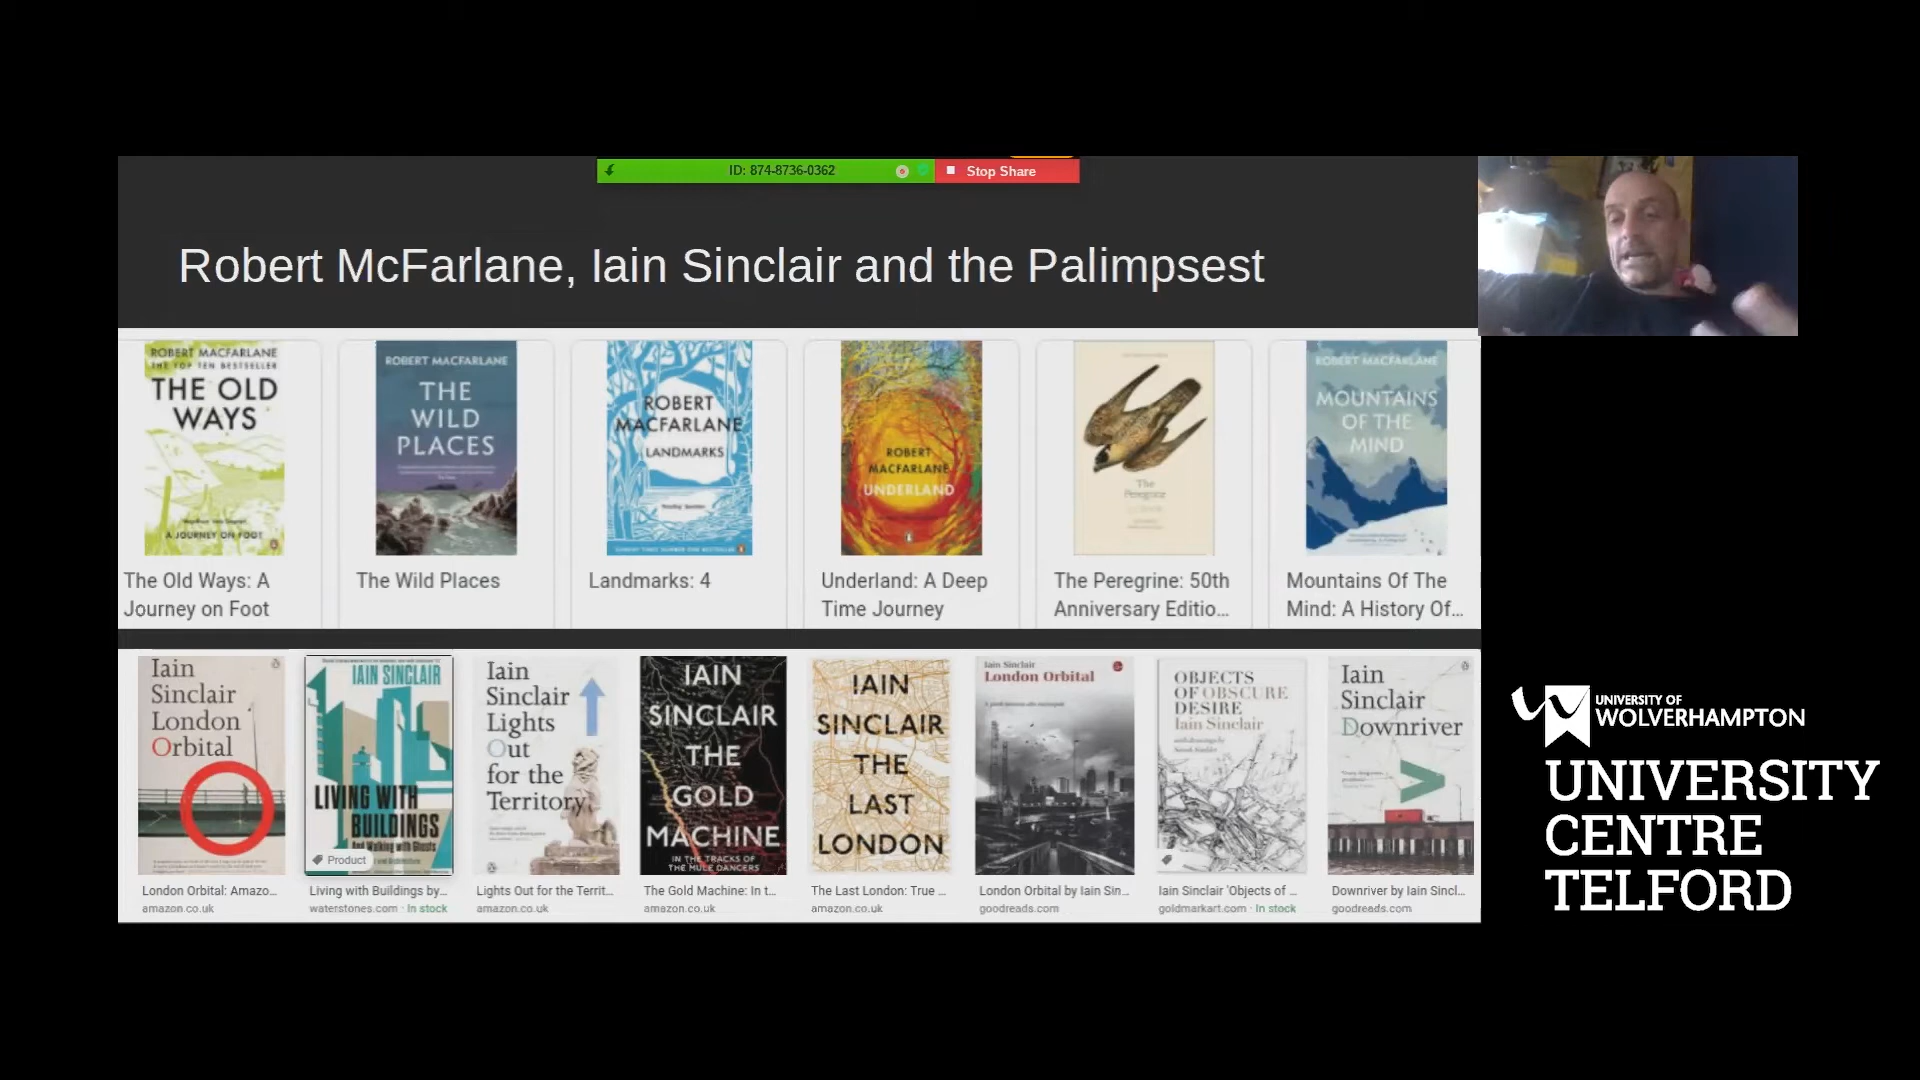 ID: 874-8736-0362
Stop Share
Robert McFarlane, Iain Sinclair and the Palimpsest
ROBERT MACFARLANE
THE TOP TEN BESTSELLER
THE OLD
WAYS
A JOURNEY ON FOOT
The Old Ways: A
Journey on Foot
ROBERT MACFARLANE
THE
WILD
PLACES
The Wild Places
ROBERT
MACFARLANE
LANDMARKS
Landmarks: 4
ROBERT
MACFARLANE
UNDERLAND
Underland: A Deep
Time Journey
The
Peregrine
The Peregrine: 50th
Anniversary Editio...
ROBERT MACFARLANE
MOUNTAINS
OF THE
MIND
Mountains Of The
Mind: A History Of...
Iain
Sinclair
London
Orbital
London Orbital: Amazo...
amazon.co.uk
IAIN SINCLAIR
LIVING WITH
BUILDINGS
And Walking with Ghosts
Product
Living with Buildings by...
waterstones.com · In stock
Iain
Sinclair
Lights
Out
for the
Territory
Lights Out for the Territ...
amazon.co.uk
IAIN
SINCLAIR
THE
GOLD
MACHINE
IN THE TRACKS OF
THE MULE DANCERS
The Gold Machine: In t...
amazon.co.uk
IAIN
SINCLAIR
THE
LAST
LONDON
The Last London: True ...
amazon.co.uk
Iain Sinclair
London Orbital
London Orbital by Iain Sin...
goodreads.com
OBJECTS
OF OBSCURE
DESIRE
Iain Sinclair
Iain Sinclair 'Objects of ...
goldmarkart.com · In stock
Iain
Sinclair
Downriver
Downriver by Iain Sincl...
goodreads.com
UNIVERSITY OF
WOLVERHAMPTON
UNIVERSITY
CENTRE
TELFORD